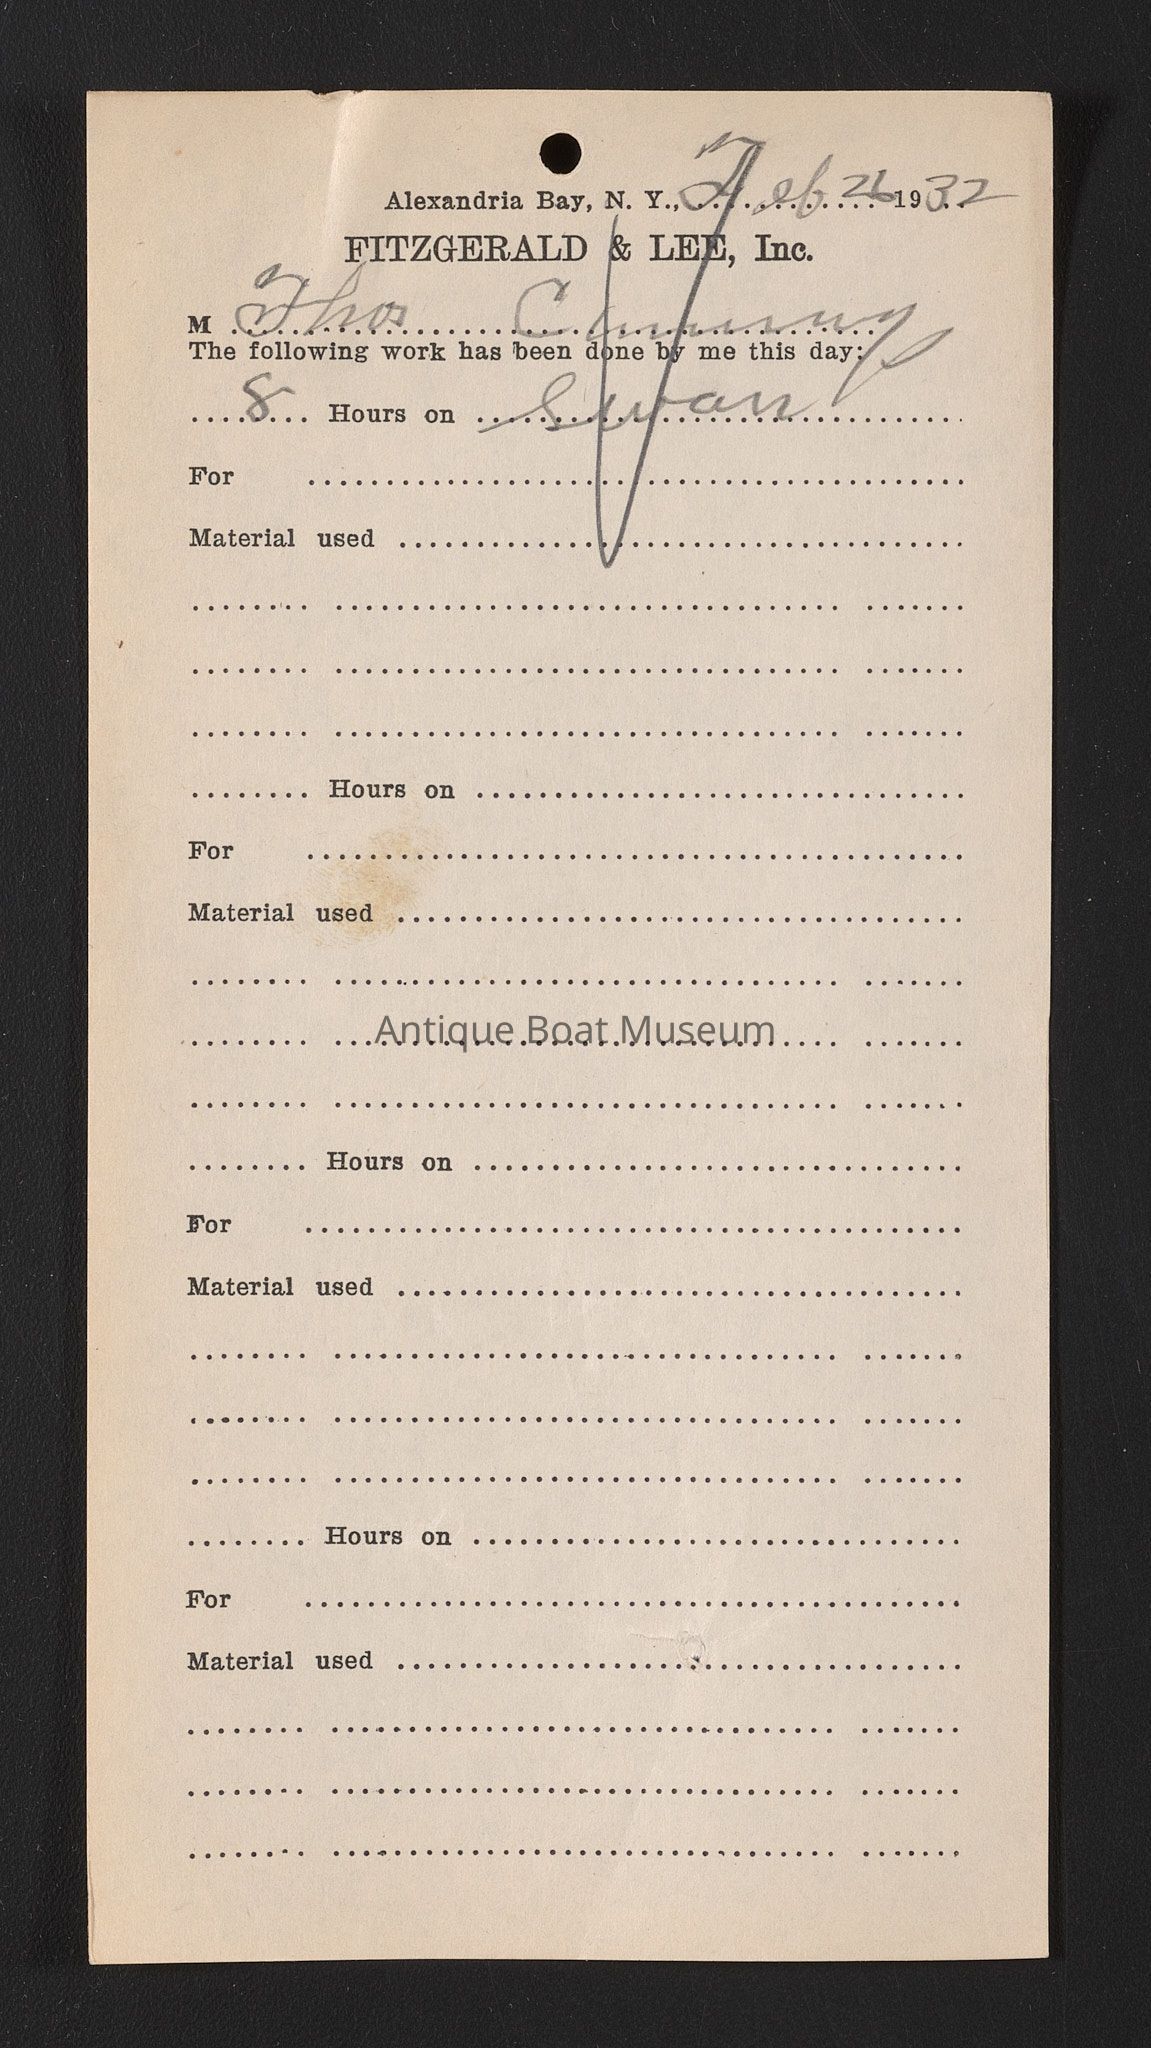 Alexandria Bay, N. Y., Feb 26 1932
FITZGERALD & LEE, Inc.
M Thos
The following work has been done by me this day:
8 Hours on Swan
For
Material used
Hours on
For
Material used
Antique Boat Museum
Hours on
For
Material used
Hours on
For
Material used